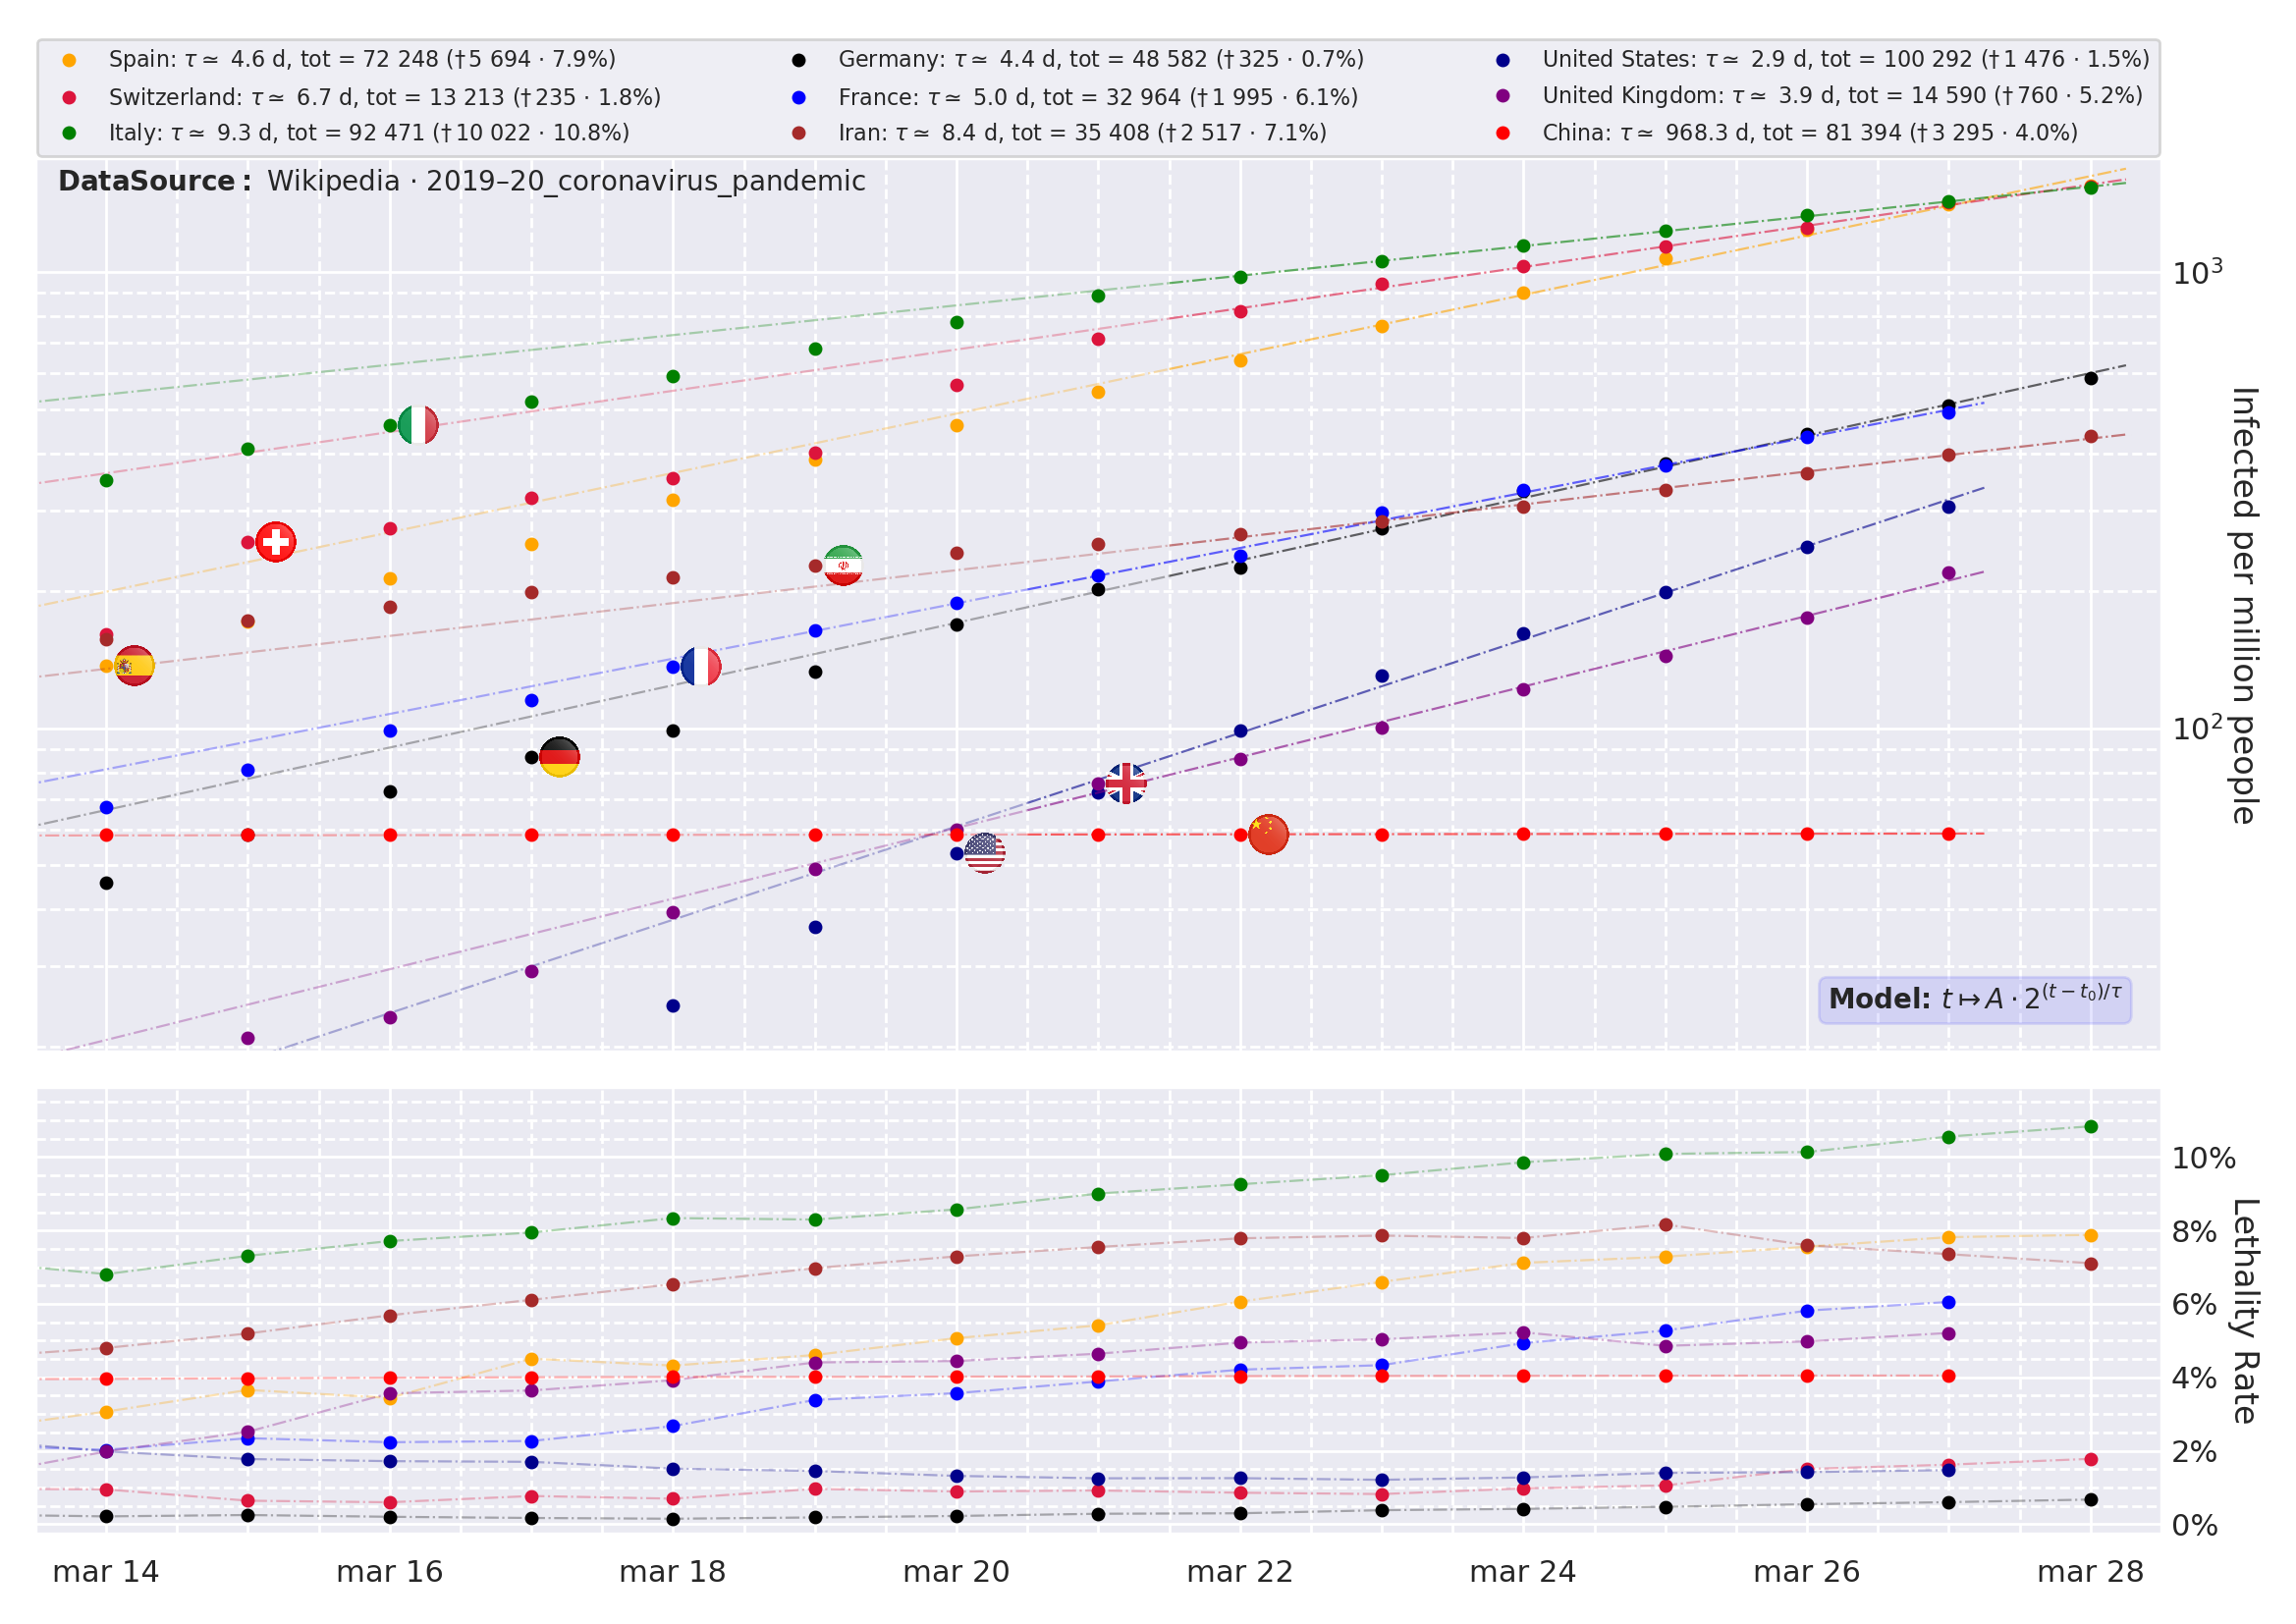 Spain: τ ≃ 4.6 d, tot = 72 248 (†5 694 · 7.9%)
Switzerland: τ ≃ 6.7 d, tot = 13 213 (†235 · 1.8%)
Italy: τ ≃ 9.3 d, tot = 92 471 (†10 022 · 10.8%)
Germany: τ ≃ 4.4 d, tot = 48 582 (†325 · 0.7%)
France: τ ≃ 5.0 d, tot = 32 964 (†1 995 · 6.1%)
Iran: τ ≃ 8.4 d, tot = 35 408 (†2 517 · 7.1%)
United States: τ ≃ 2.9 d, tot = 100 292 (†1 476 · 1.5%)
United Kingdom: τ ≃ 3.9 d, tot = 14 590 (†760 · 5.2%)
China: τ ≃ 968.3 d, tot = 81 394 (†3 295 · 4.0%)
DataSource: Wikipedia · 2019–20_coronavirus_pandemic
10³
10²
Infected per million people
Model: t ↦ A · 2^(t − t₀)/τ
10%
8%
6%
4%
2%
0%
Lethality Rate
mar 14 mar 16 mar 18 mar 20 mar 22 mar 24 mar 26 mar 28